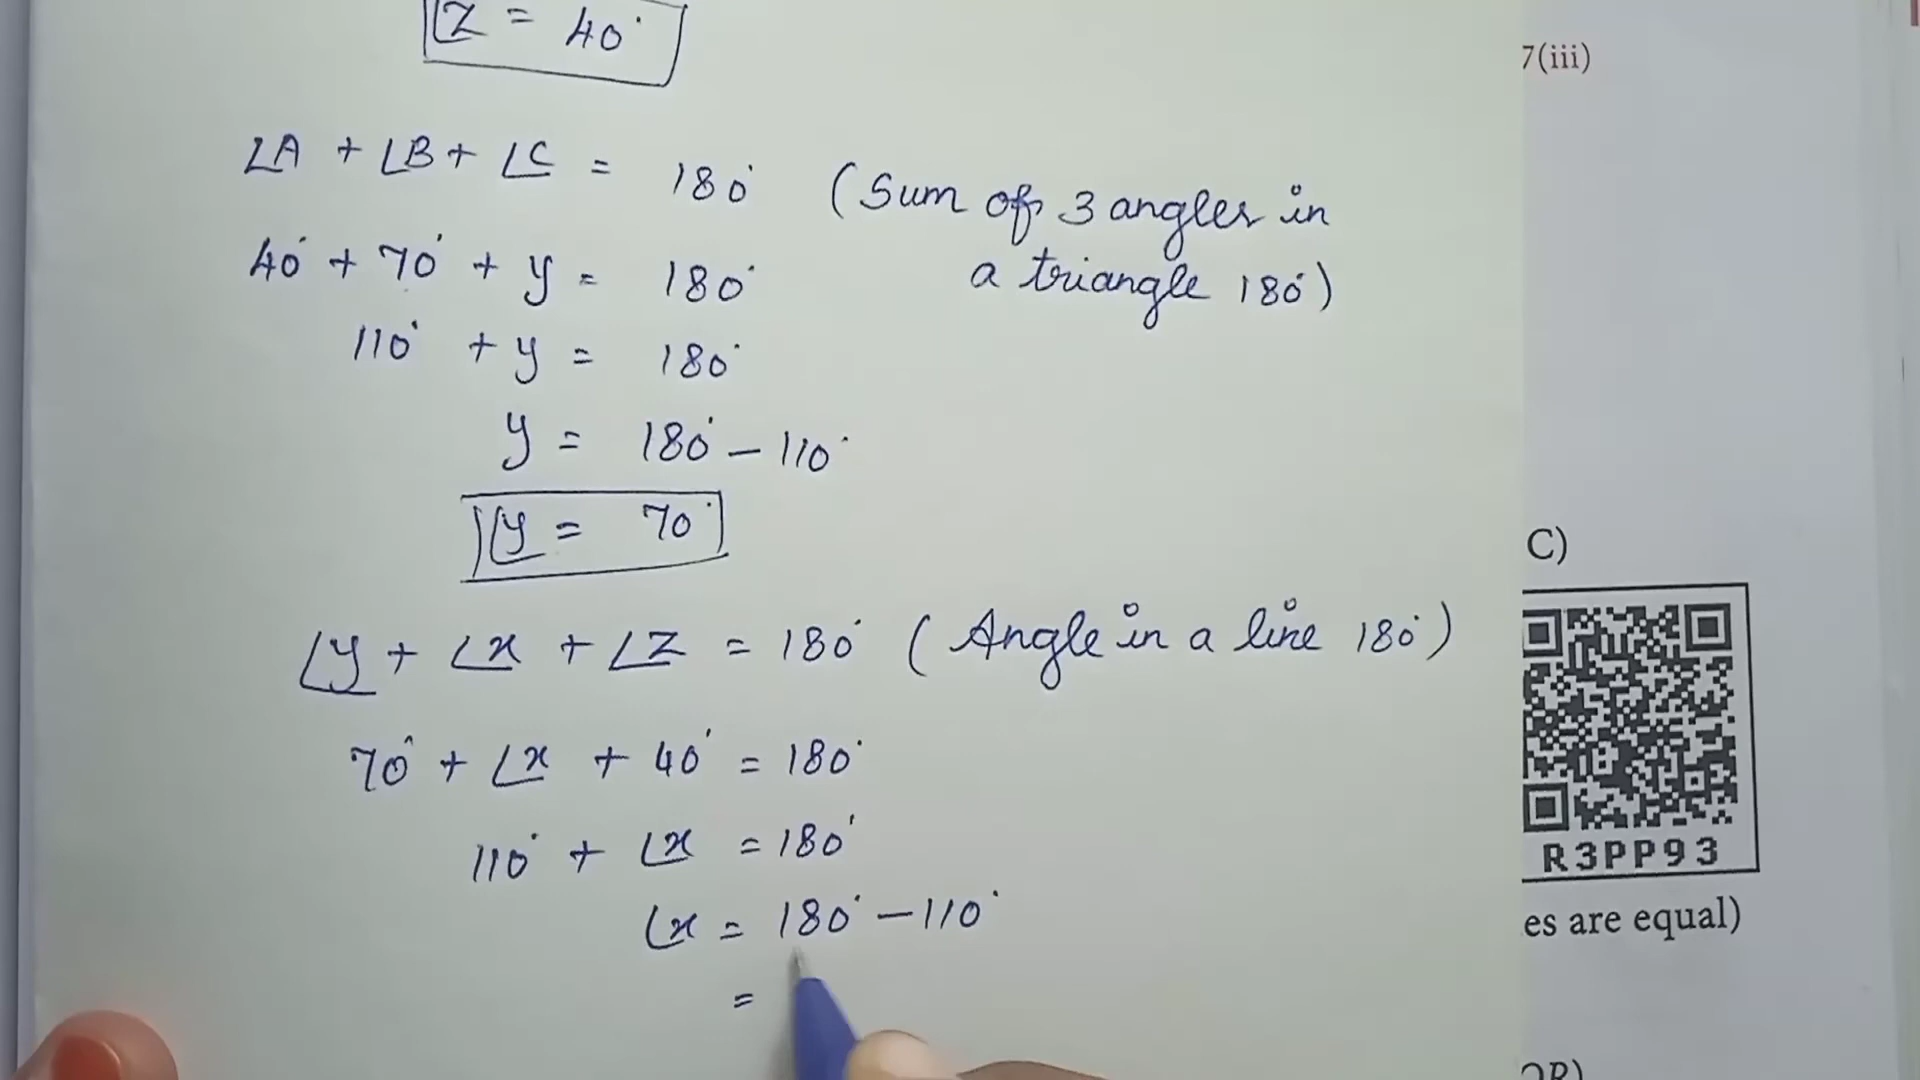 ∠z = 40°
∠A + ∠B + ∠C = 180° (Sum of 3 angles in
a triangle 180°)
40° + 70° + y = 180°
110° + y = 180°
y = 180° - 110°
∠y = 70°
∠y + ∠x + ∠z = 180° (Angle in a line 180°)
70° + ∠x + 40° = 180°
110° + ∠x = 180°
∠x = 180° - 110°
=
7(iii)
C)
R3PP93
es are equal)